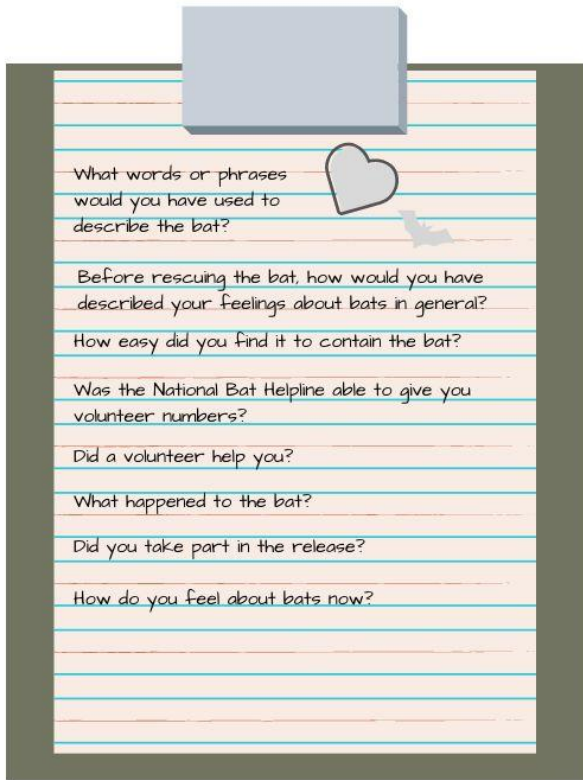 What words or phrases
would you have used to
describe the bat?
Before rescuing the bat, how would you have
described your feelings about bats in general?
How easy did you find it to contain the bat?
Was the National Bat Helpline able to give you
volunteer numbers?
Did a volunteer help you?
What happened to the bat?
Did you take part in the release?
How do you feel about bats now?